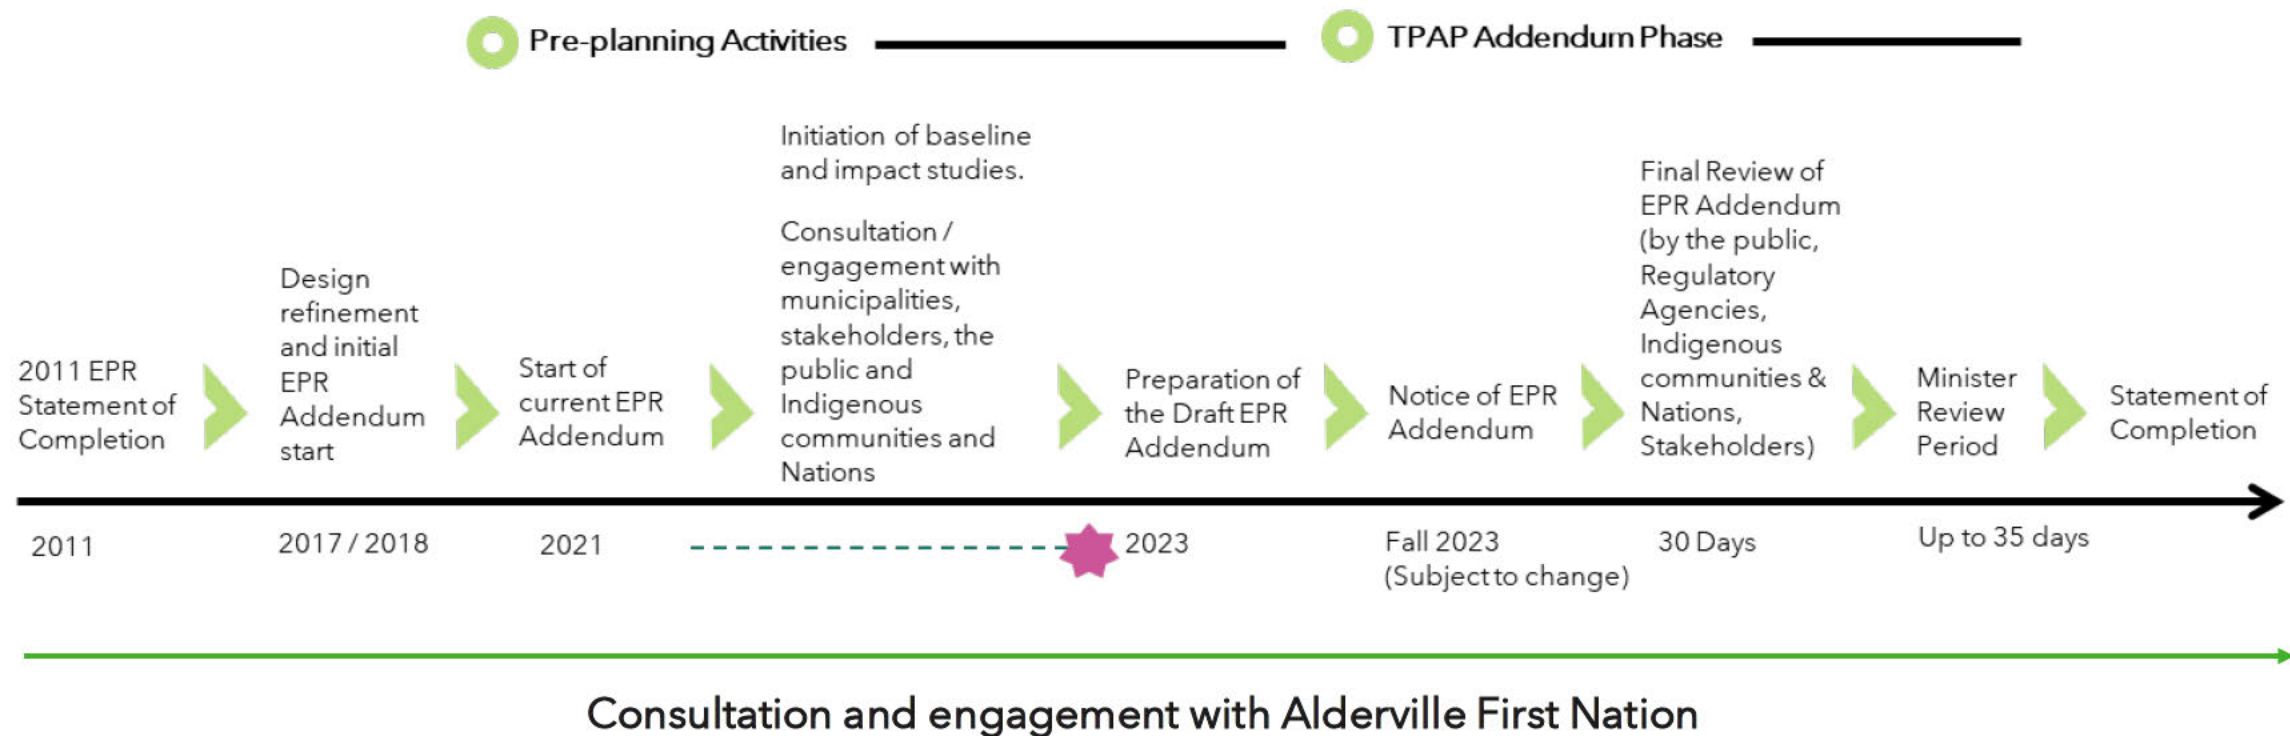 Pre-planning Activities
TPAP Addendum Phase
2011 EPR
Statement of
Completion
Design
refinement
and initial
EPR
Addendum
start
Start of
current EPR
Addendum
Initiation of baseline
and impact studies.
Consultation /
engagement with
municipalities,
stakeholders, the
public and
Indigenous
communities and
Nations
Preparation of
the Draft EPR
Addendum
Notice of EPR
Addendum
Final Review of
EPR Addendum
(by the public,
Regulatory
Agencies,
Indigenous
communities &
Nations,
Stakeholders)
Minister
Review
Period
Statement of
Completion
2011
2017 / 2018
2021
2023
Fall 2023
(Subject to change)
30 Days
Up to 35 days
Consultation and engagement with Alderville First Nation